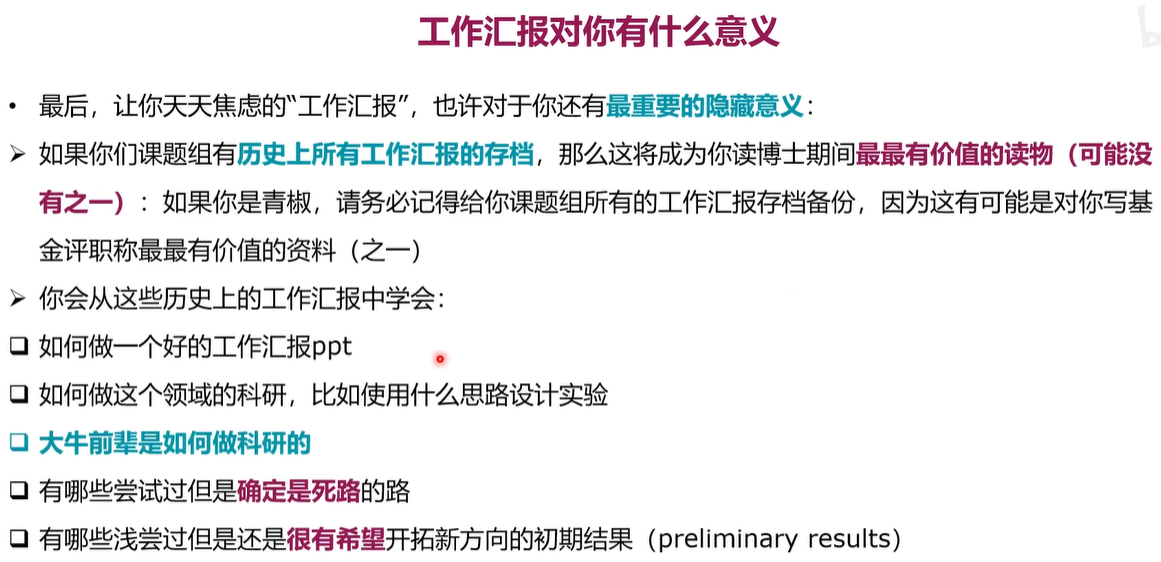 工作汇报对你有什么意义
• 最后，让你天天焦虑的“工作汇报”，也许对于你还有最重要的隐藏意义：
➢ 如果你们课题组有历史上所有工作汇报的存档，那么这将成为你读博士期间最最有价值的读物（可能没
有之一）：如果你是青椒，请务必记得给你课题组所有的工作汇报存档备份，因为这有可能是对你写基
金评职称最最有价值的资料（之一）
➢ 你会从这些历史上的工作汇报中学会：
❑ 如何做一个好的工作汇报ppt
❑ 如何做这个领域的科研，比如使用什么思路设计实验
❑ 大牛前辈是如何做科研的
❑ 有哪些尝试过但是确定是死路的路
❑ 有哪些浅尝过但是还是很有希望开拓新方向的初期结果（preliminary results）